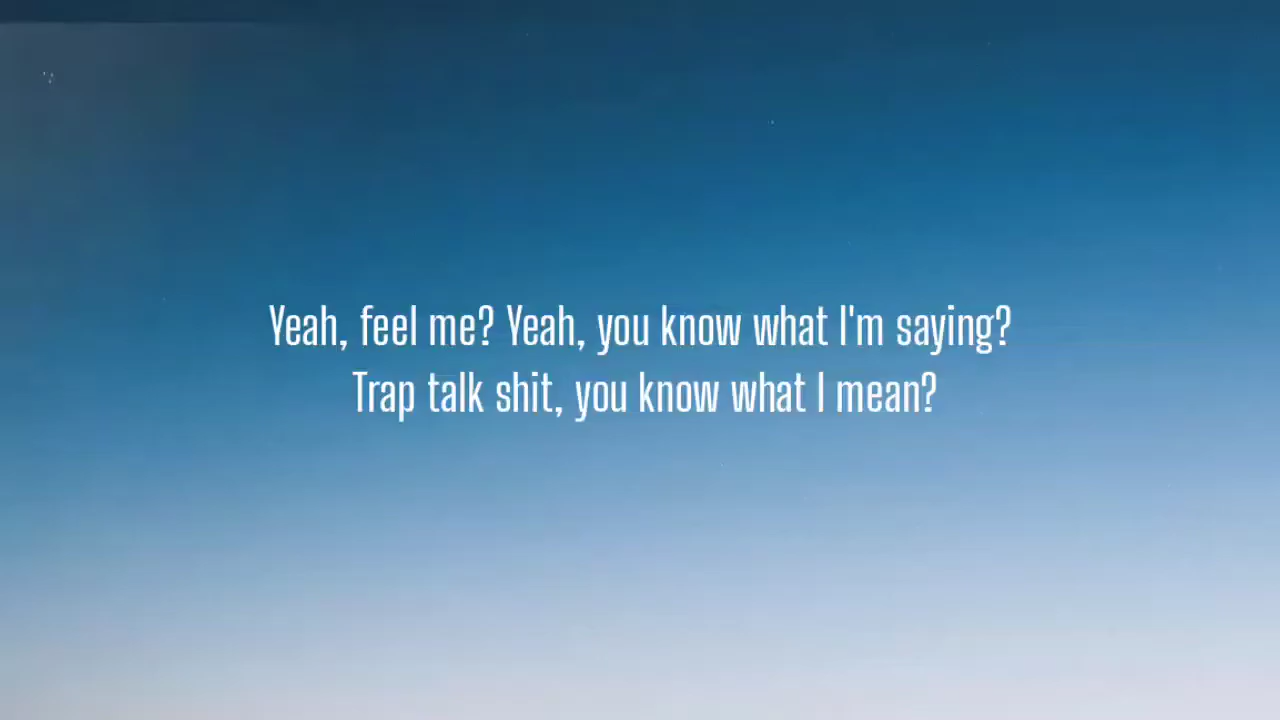 Yeah, feel me? Yeah, you know what I'm saying?
Trap talk shit, you know what I mean?